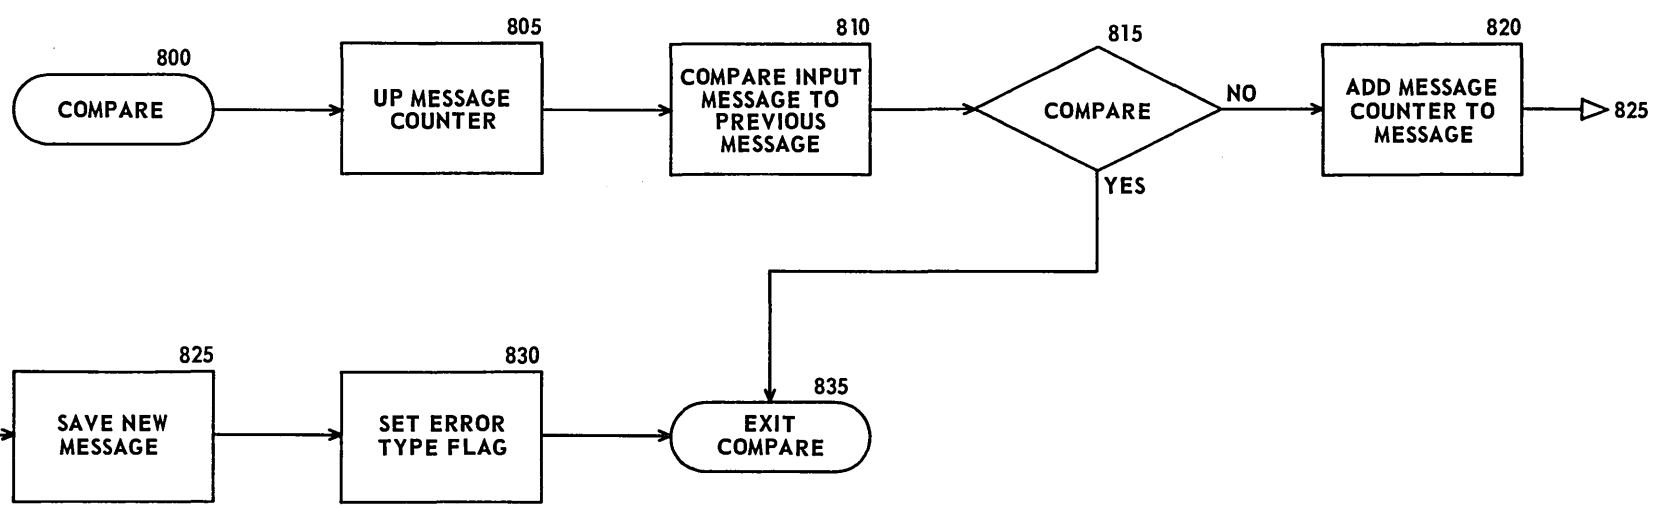 800
COMPARE
805
UP MESSAGE
COUNTER
810
COMPARE INPUT
MESSAGE TO
PREVIOUS
MESSAGE
815
COMPARE
NO
YES
820
ADD MESSAGE
COUNTER TO
MESSAGE
825
825
SAVE NEW
MESSAGE
830
SET ERROR
TYPE FLAG
835
EXIT
COMPARE